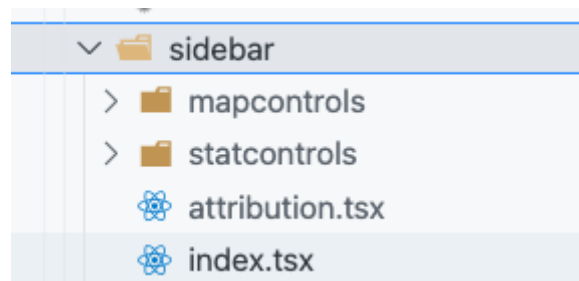 sidebar
mapcontrols
statcontrols
attribution.tsx
index.tsx